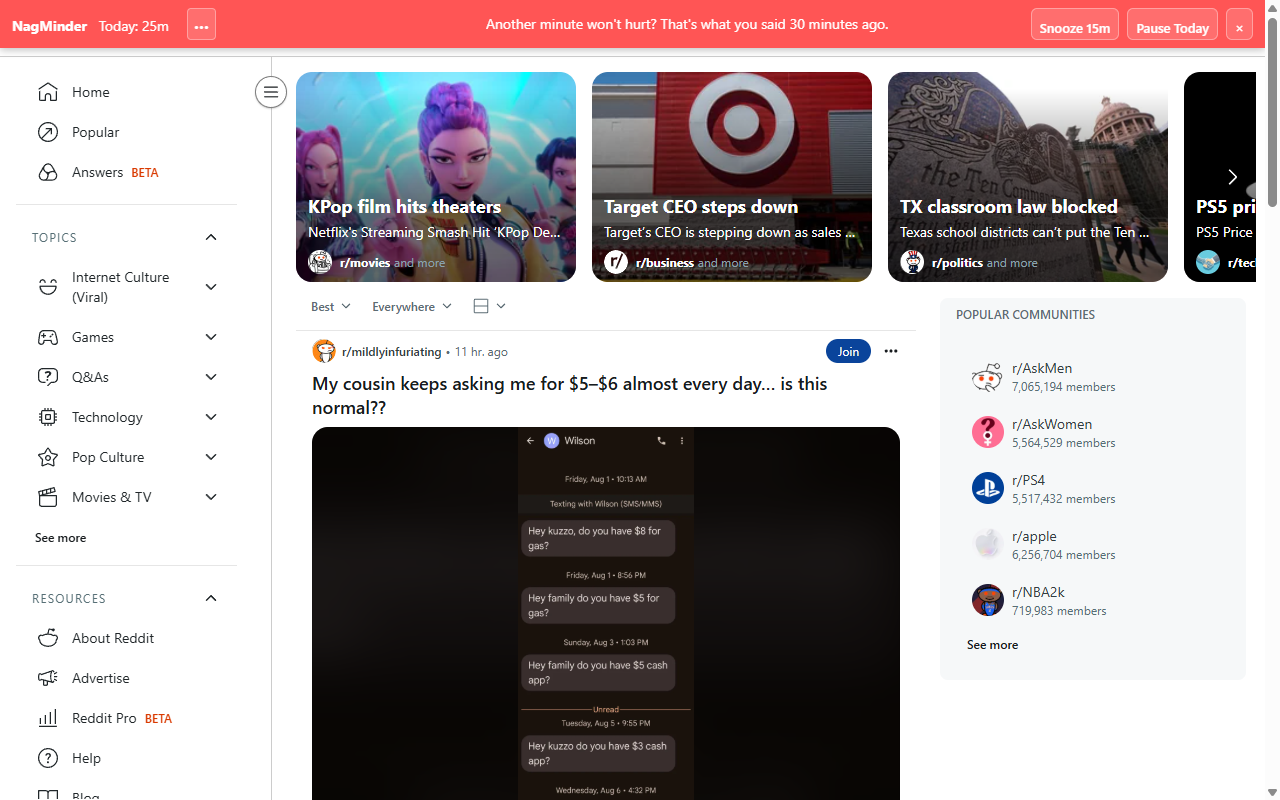 NagMinder Today: 25m ... Another minute won't hurt? That's what you said 30 minutes ago. Snooze 15m Pause Today ×
Home
Popular
Answers BETA
TOPICS
Internet Culture
(Viral)
Games
Q&As
Technology
Pop Culture
Movies & TV
See more
RESOURCES
About Reddit
Advertise
Reddit Pro BETA
Help
Blog
KPop film hits theaters
Netflix's Streaming Smash Hit 'KPop De...
r/movies and more
Target CEO steps down
Target's CEO is stepping down as sales ...
r/business and more
TX classroom law blocked
Texas school districts can't put the Ten ...
r/politics and more
PS5 pri
PS5 Price
r/tec
Best Everywhere
r/mildlyinfuriating • 11 hr. ago Join
My cousin keeps asking me for $5–$6 almost every day... is this
normal??
W Wilson
Friday, Aug 1 • 10:13 AM
Texting with Wilson (SMS/MMS)
Hey kuzzo, do you have $8 for
gas?
Friday, Aug 1 • 8:56 PM
Hey family do you have $5 for
gas?
Sunday, Aug 3 • 1:03 PM
Hey family do you have $5 cash
app?
Unread
Tuesday, Aug 5 • 9:55 PM
Hey kuzzo do you have $3 cash
app?
Wednesday, Aug 6 • 4:32 PM
POPULAR COMMUNITIES
r/AskMen
7,065,194 members
r/AskWomen
5,564,529 members
r/PS4
5,517,432 members
r/apple
6,256,704 members
r/NBA2k
719,983 members
See more